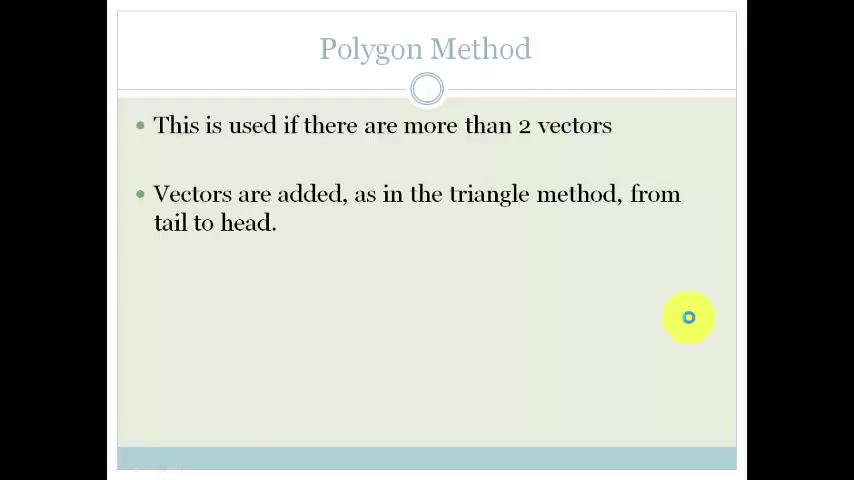 Polygon Method
This is used if there are more than 2 vectors
Vectors are added, as in the triangle method, from
tail to head.